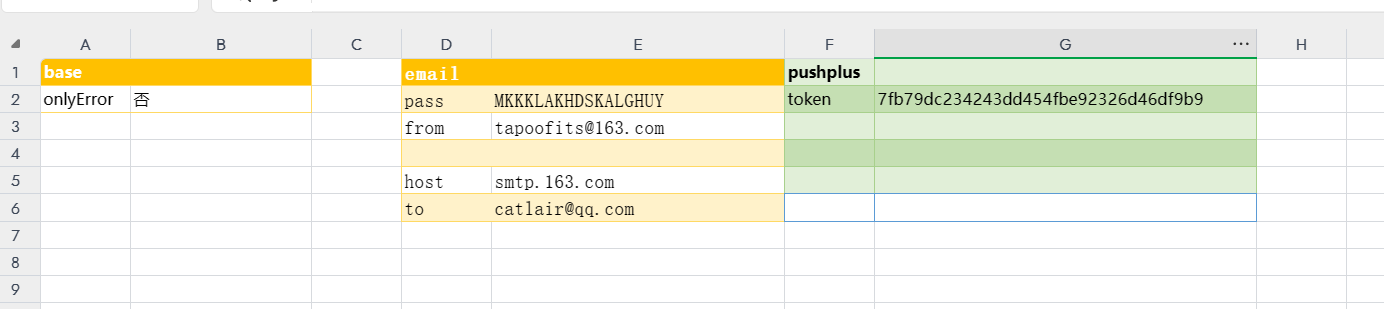 A B C D E F G ... H
1 base email pushplus
2 onlyError 否 pass MKKKLAKHDSKALGHUY token 7fb79dc234243dd454fbe92326d46df9b9
3 from tapoofits@163.com
4
5 host smtp.163.com
6 to catlair@qq.com
7
8
9